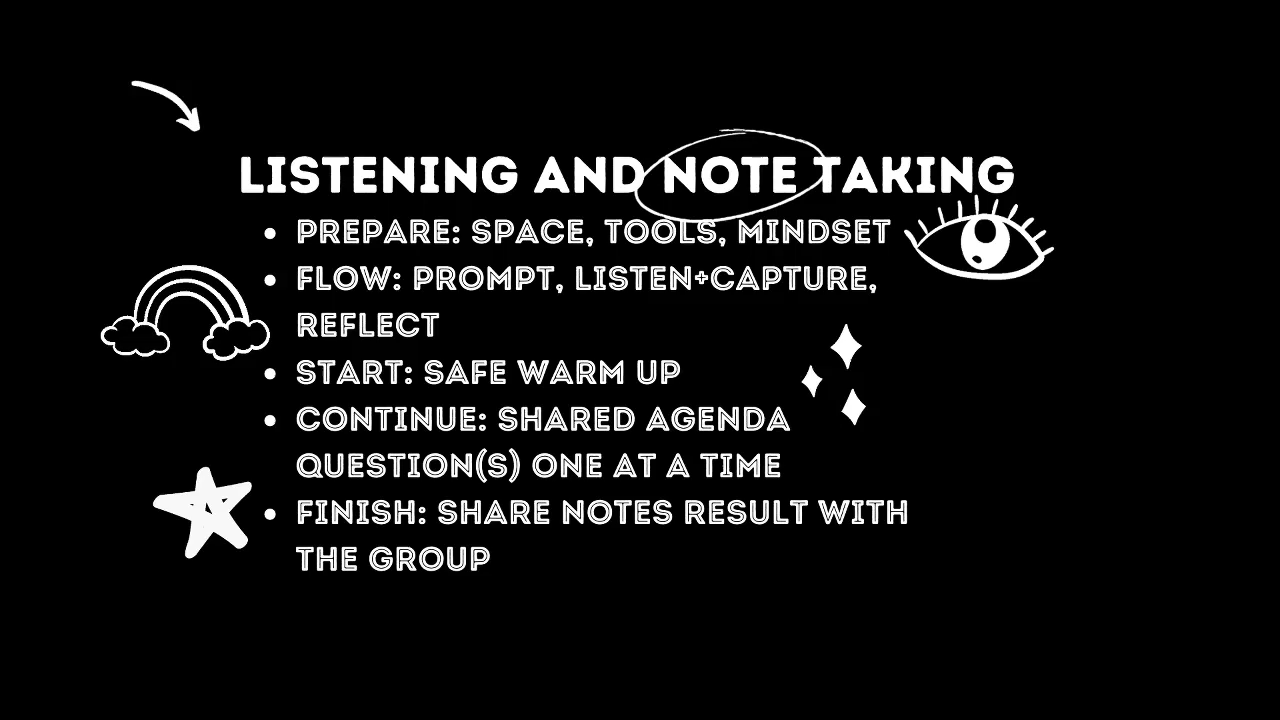 LISTENING AND NOTE TAKING
• PREPARE: SPACE, TOOLS, MINDSET
• FLOW: PROMPT, LISTEN+CAPTURE,
REFLECT
• START: SAFE WARM UP
• CONTINUE: SHARED AGENDA
QUESTION(S) ONE AT A TIME
• FINISH: SHARE NOTES RESULT WITH
THE GROUP